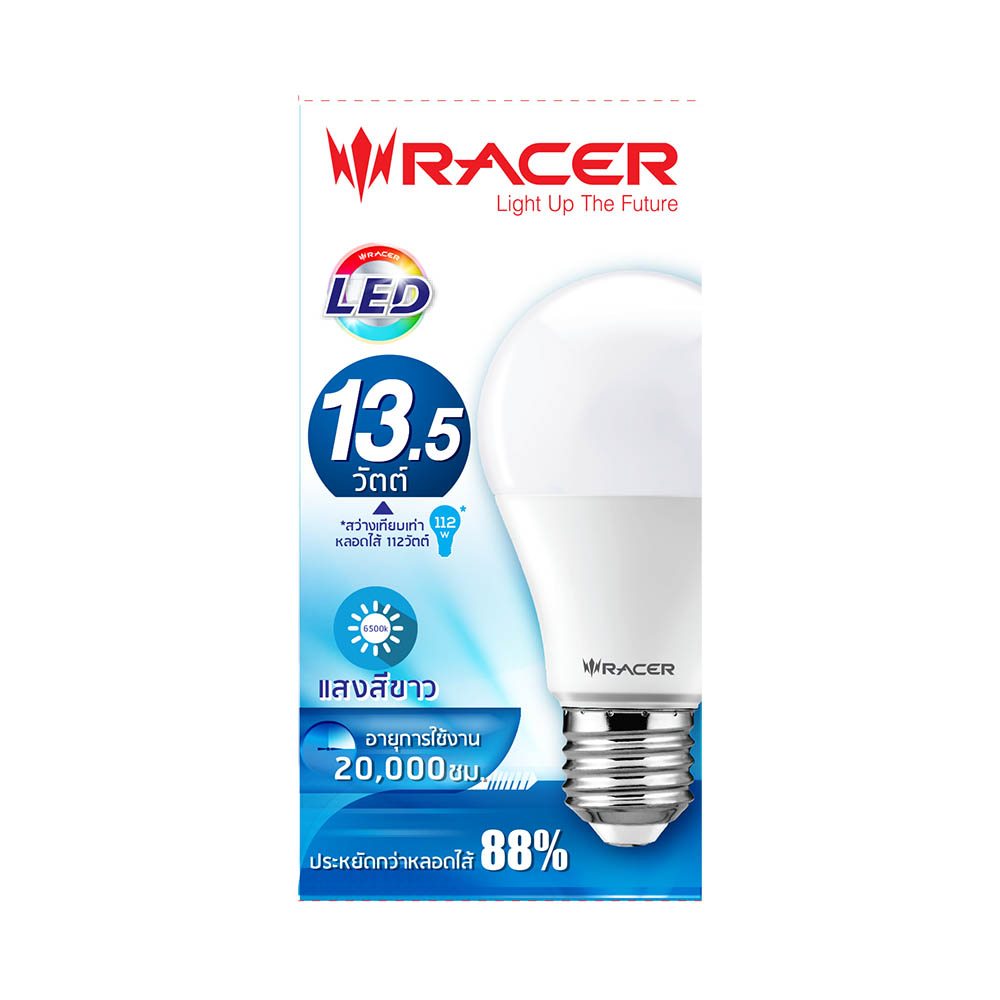 RACER
Light Up The Future
RACER
LED
13.5
วัตต์
*สว่างเทียบเท่า
หลอดไส้ 112วัตต์
112
W
*
6500k
แสงสีขาว
RACER
อายุการใช้งาน
20,000ชม.
ประหยัดกว่าหลอดไส้ 88%